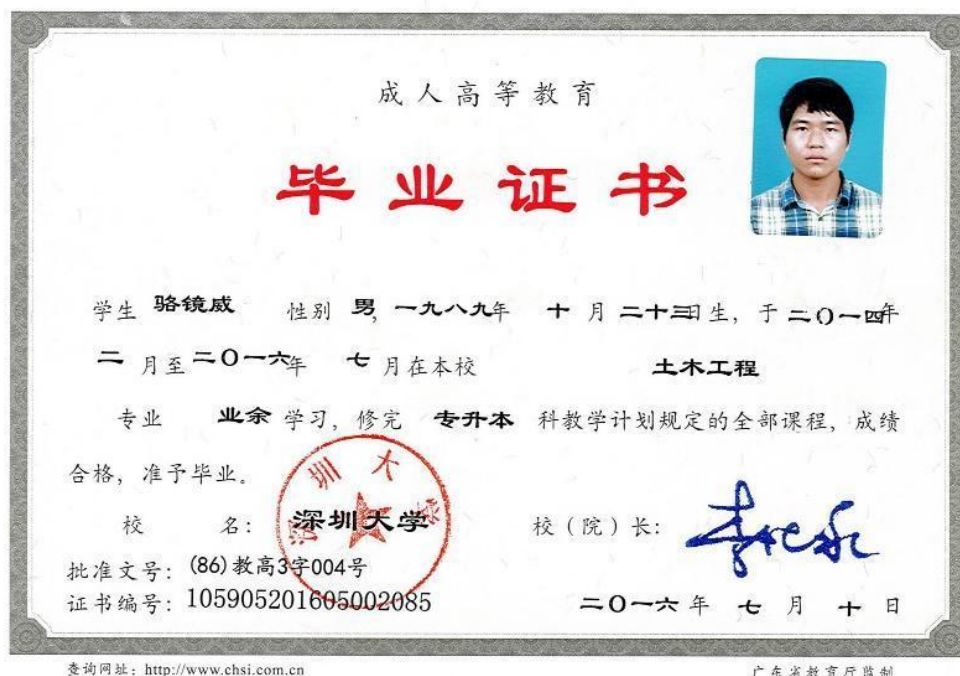 成人高等教育
毕业证书
学生 骆镜威 性别 男, 一九八九年 十月二十三日生, 于二〇一四年
二月至二〇一六年 七月在本校 土木工程
专业 业余学习, 修完 专升本 科教学计划规定的全部课程, 成绩
合格, 准予毕业。
校 名: 深圳大学 校(院)长:
批准文号: (86)教高3字004号
证书编号: 105905201605002085 二〇一六年 七月 十日
查询网址: http://www.chsi.com.cn 广东省教育厅监制